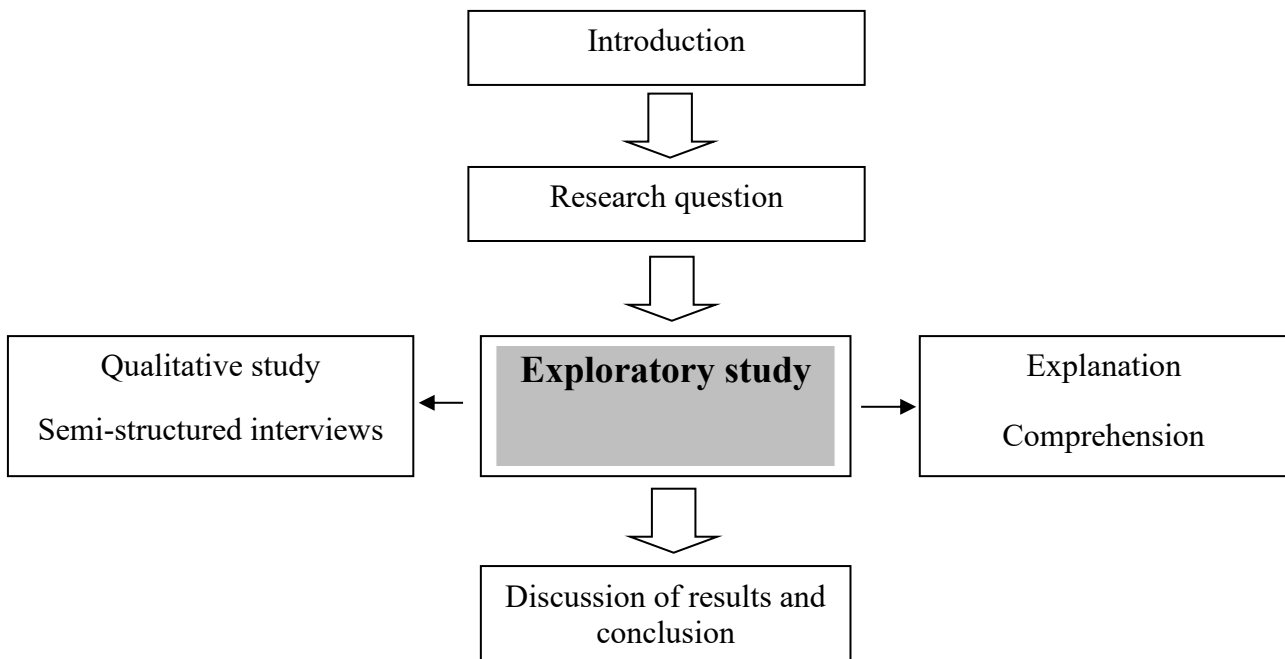 Introduction
Research question
Qualitative study
Semi-structured interviews
Exploratory study
Explanation
Comprehension
Discussion of results and
conclusion